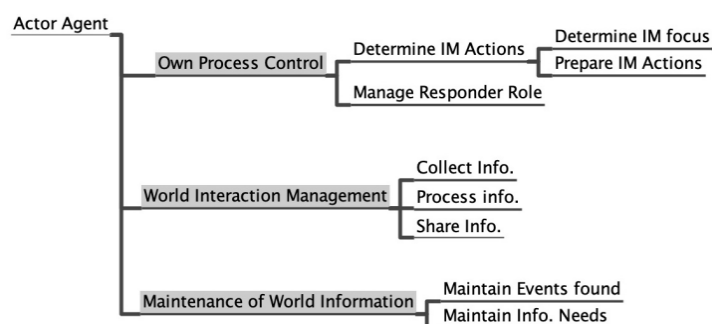 Actor Agent
Own Process Control
Determine IM Actions
Determine IM focus
Prepare IM Actions
Manage Responder Role
World Interaction Management
Collect Info.
Process info.
Share Info.
Maintenance of World Information
Maintain Events found
Maintain Info. Needs